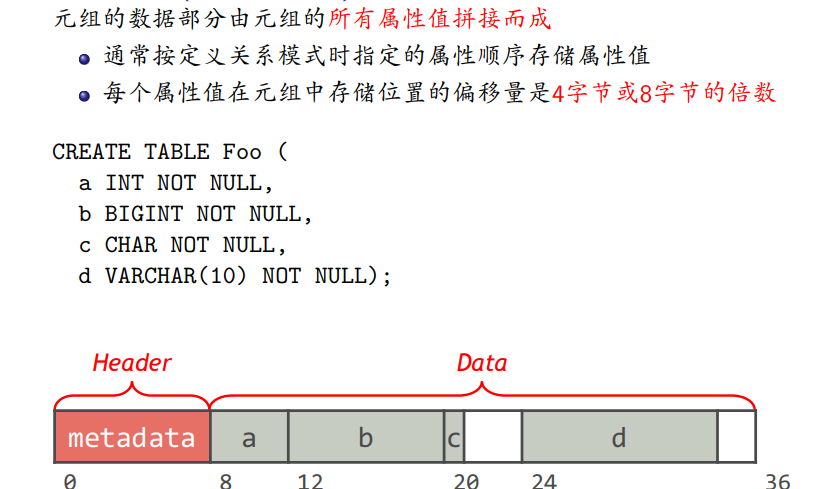 元组的数据部分由元组的所有属性值拼接而成
通常按定义关系模式时指定的属性顺序存储属性值
每个属性值在元组中存储位置的偏移量是4字节或8字节的倍数
CREATE TABLE Foo (
a INT NOT NULL,
b BIGINT NOT NULL,
c CHAR NOT NULL,
d VARCHAR(10) NOT NULL);
Header Data
metadata a b c d
0 8 12 20 24 36